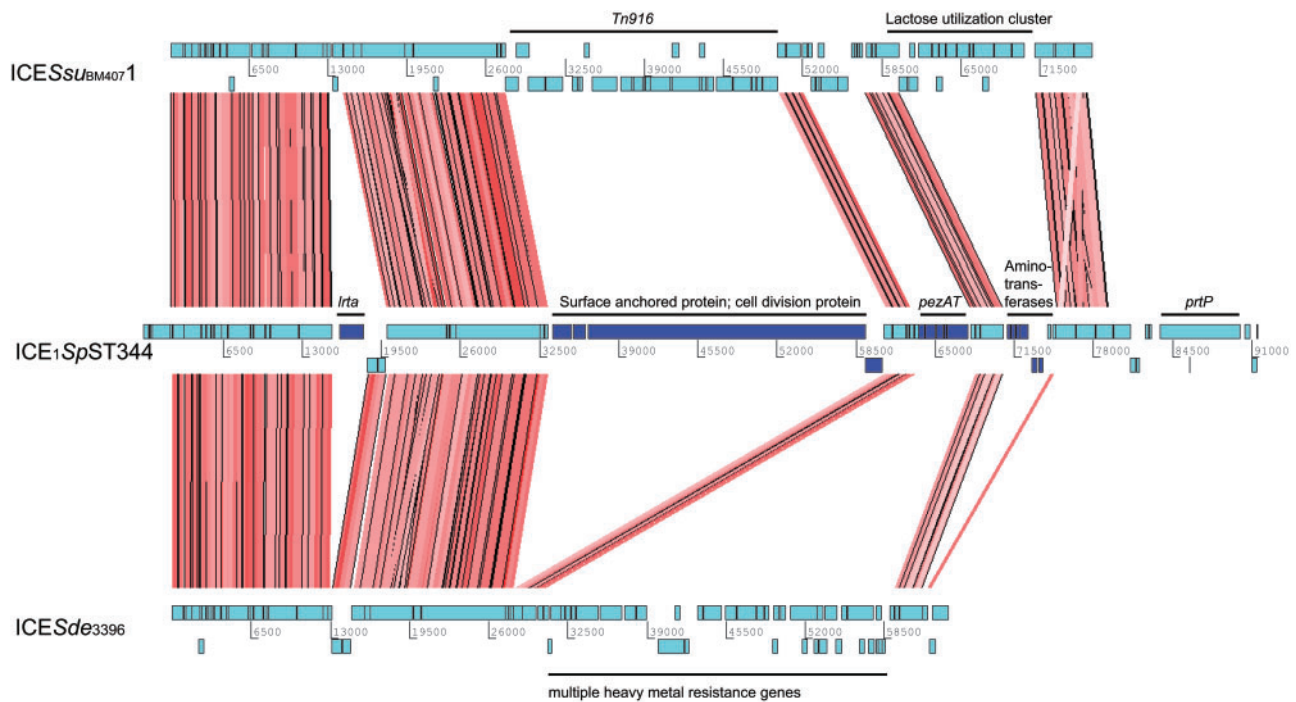 Tn916 Lactose utilization cluster
ICESsuBM4071
6500 13000 19500 26000 32500 39000 45500 52000 58500 65000 71500
Amino-
trans-
lrta Surface anchored protein; cell division protein pezAT ferases prtP
ICE1SpST344
6500 13000 19500 26000 32500 39000 45500 52000 58500 65000 71500 78000 84500 91000
ICESde3396
6500 13000 19500 26000 32500 39000 45500 52000 58500
multiple heavy metal resistance genes